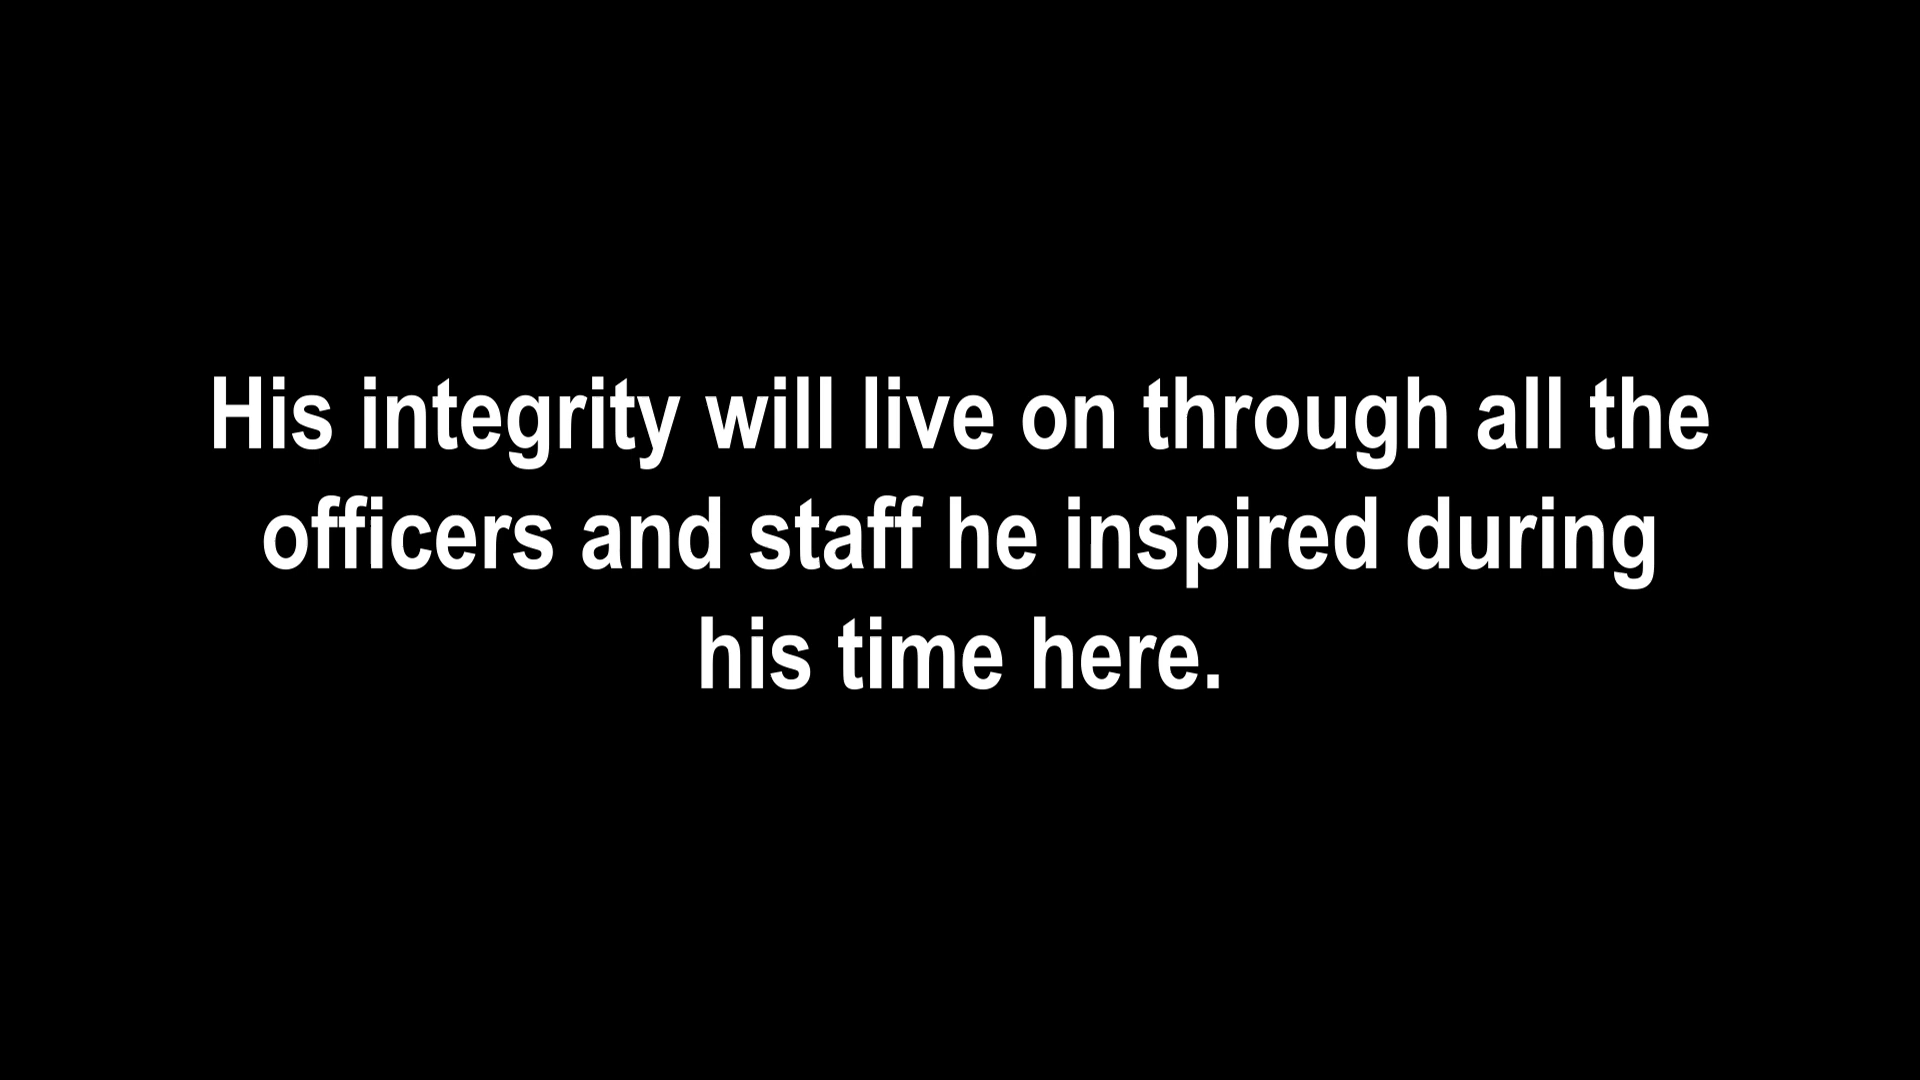 His integrity will live on through all the
officers and staff he inspired during
his time here.